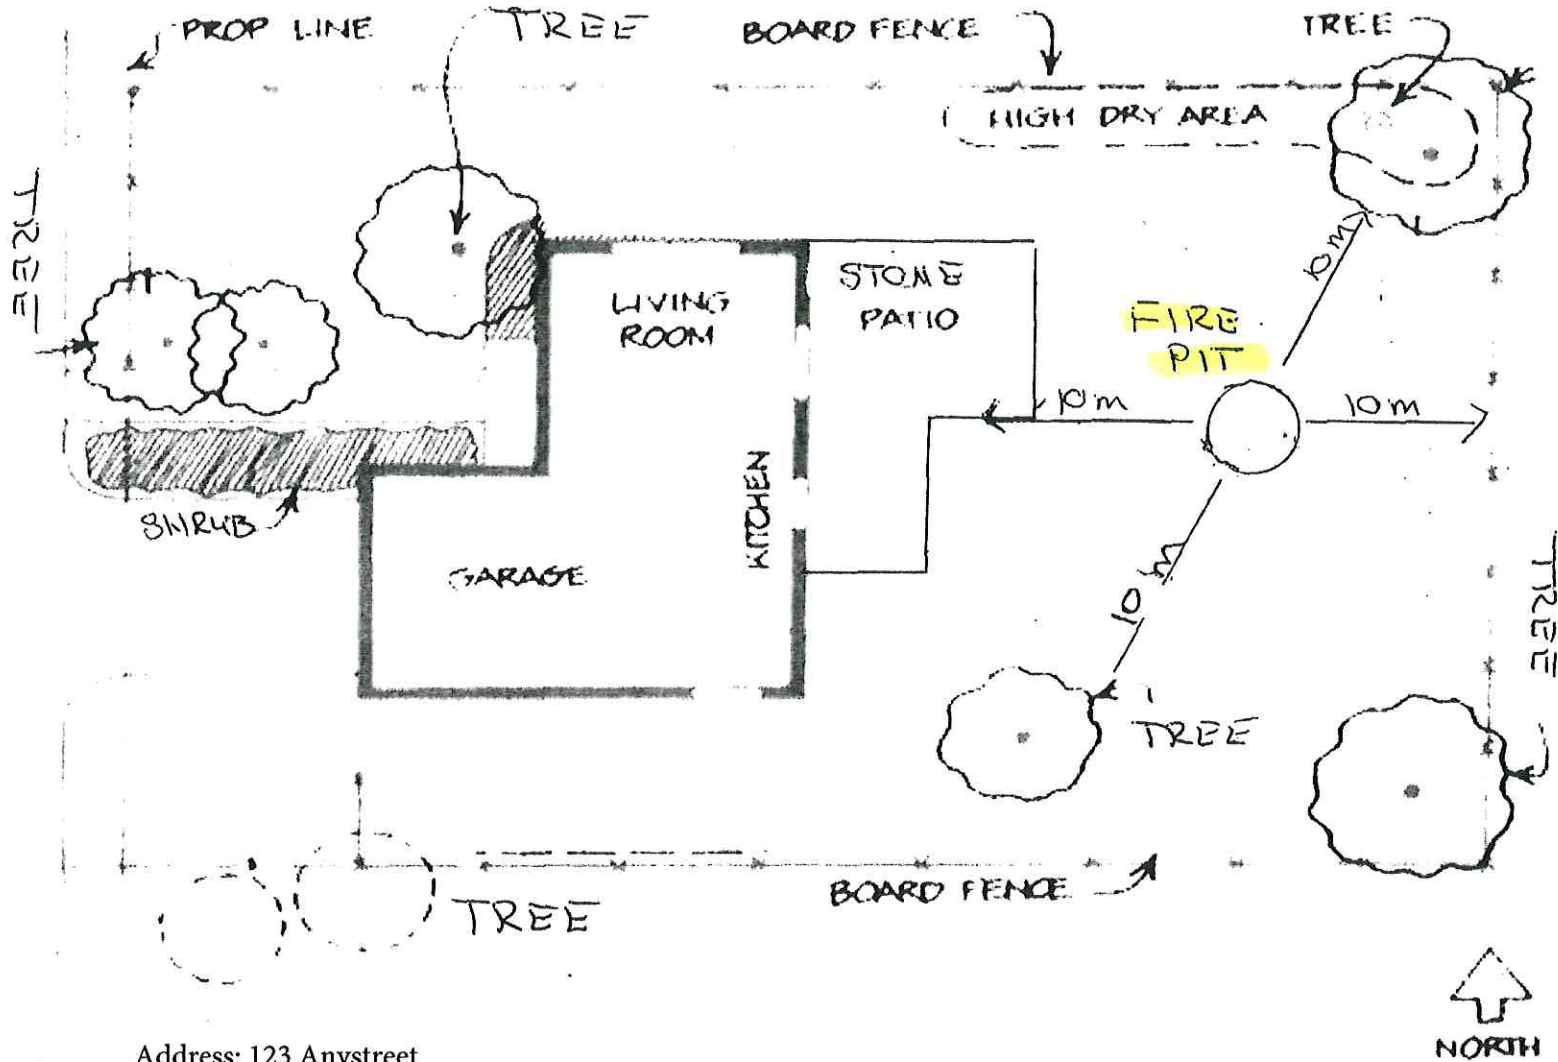 PROP LINE
TREE
BOARD FENCE
TREE
HIGH DRY AREA
TREE
LIVING
ROOM
STONE
PATIO
FIRE
PIT
10m
10m
10m
10m
SHRUB
KITCHEN
GARAGE
TREE
TREE
TREE
BOARD FENCE
NORTH
Address: 123 Anystreet